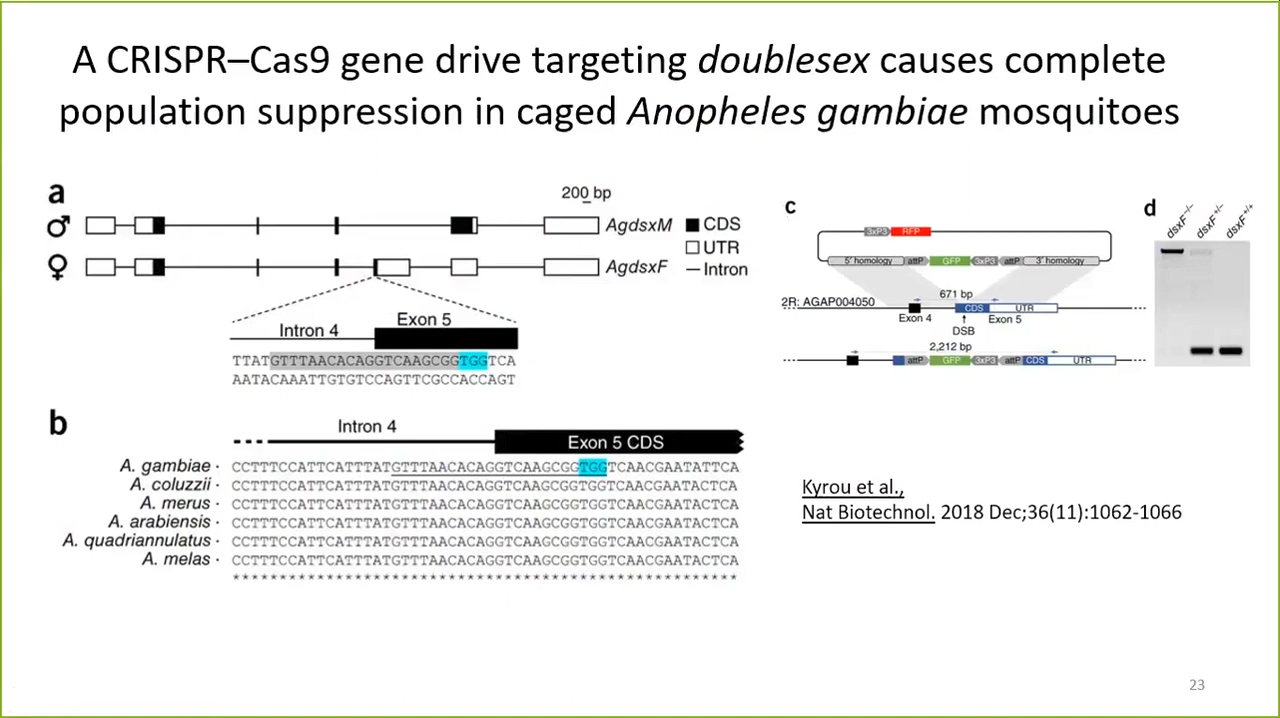 A CRISPR–Cas9 gene drive targeting doublesex causes complete
population suppression in caged Anopheles gambiae mosquitoes
a
200 bp
♂
AgdsxM
CDS
UTR
♀
AgdsxF
Intron
Intron 4
Exon 5
TTATGTTTAACACAGGTCAAGCGGTGGTCA
AATACAAATTGTGTCCAGTTCGCCACCAGT
b
Intron 4
Exon 5 CDS
A. gambiae · CCTTTCCATTCATTTATGTTTAACACAGGTCAAGCGGTGGTCAACGAATATTCA
A. coluzzii · CCTTTCCATTCATTTATGTTTAACACAGGTCAAGCGGTGGTCAACGAATACTCA
A. merus · CCTTTCCATTCATTTATGTTTAACACAGGTCAAGCGGTGGTCAACGAATACTCA
A. arabiensis · CCTTTCCATTCATTTATGTTTAACACAGGTCAAGCGGTGGTCAACGAATACTCA
A. quadriannulatus · CCTTTCCATTCATTTATGTTTAACACAGGTCAAGCGGTGGTCAACGAATACTCA
A. melas · CCTTTCCATTCATTTATGTTTAACACAGGTCAAGCGGTGGTCAACGAATACTCA
c
3xP3 RFP
5′ homology attP GFP 3xP3 attP 3′ homology
671 bp
2R: AGAP004050
CDS UTR
Exon 4
Exon 5
DSB
2,212 bp
attP GFP 3xP3 attP CDS UTR
d
dsxF−/− dsxF+/− dsxF+/+
Kyrou et al.,
Nat Biotechnol. 2018 Dec;36(11):1062-1066
23